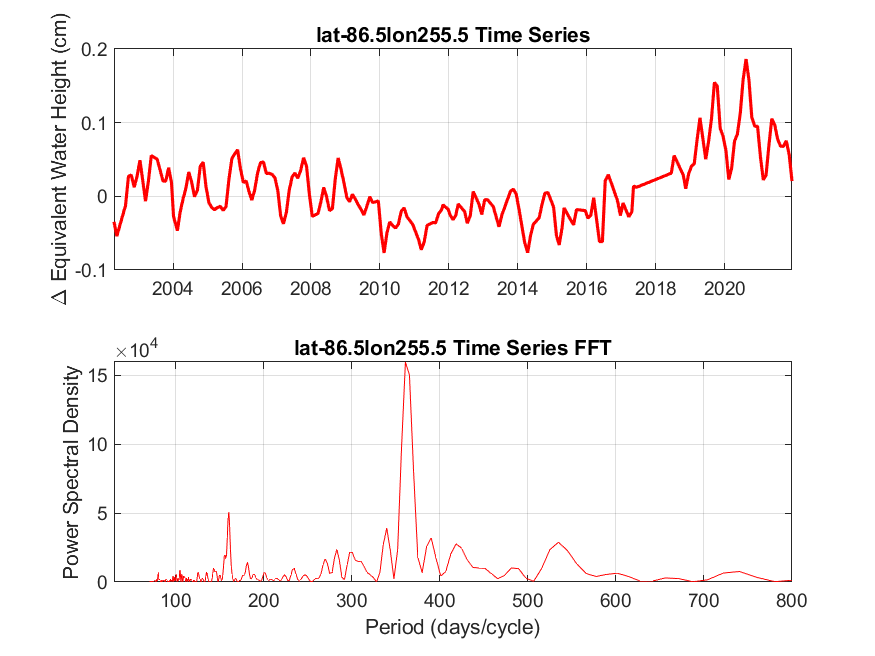 lat-86.5lon255.5 Time Series
Δ Equivalent Water Height (cm)
0.2
0.1
0
-0.1
2004 2006 2008 2010 2012 2014 2016 2018 2020
lat-86.5lon255.5 Time Series FFT
×10⁴
Power Spectral Density
15
10
5
0
100 200 300 400 500 600 700 800
Period (days/cycle)